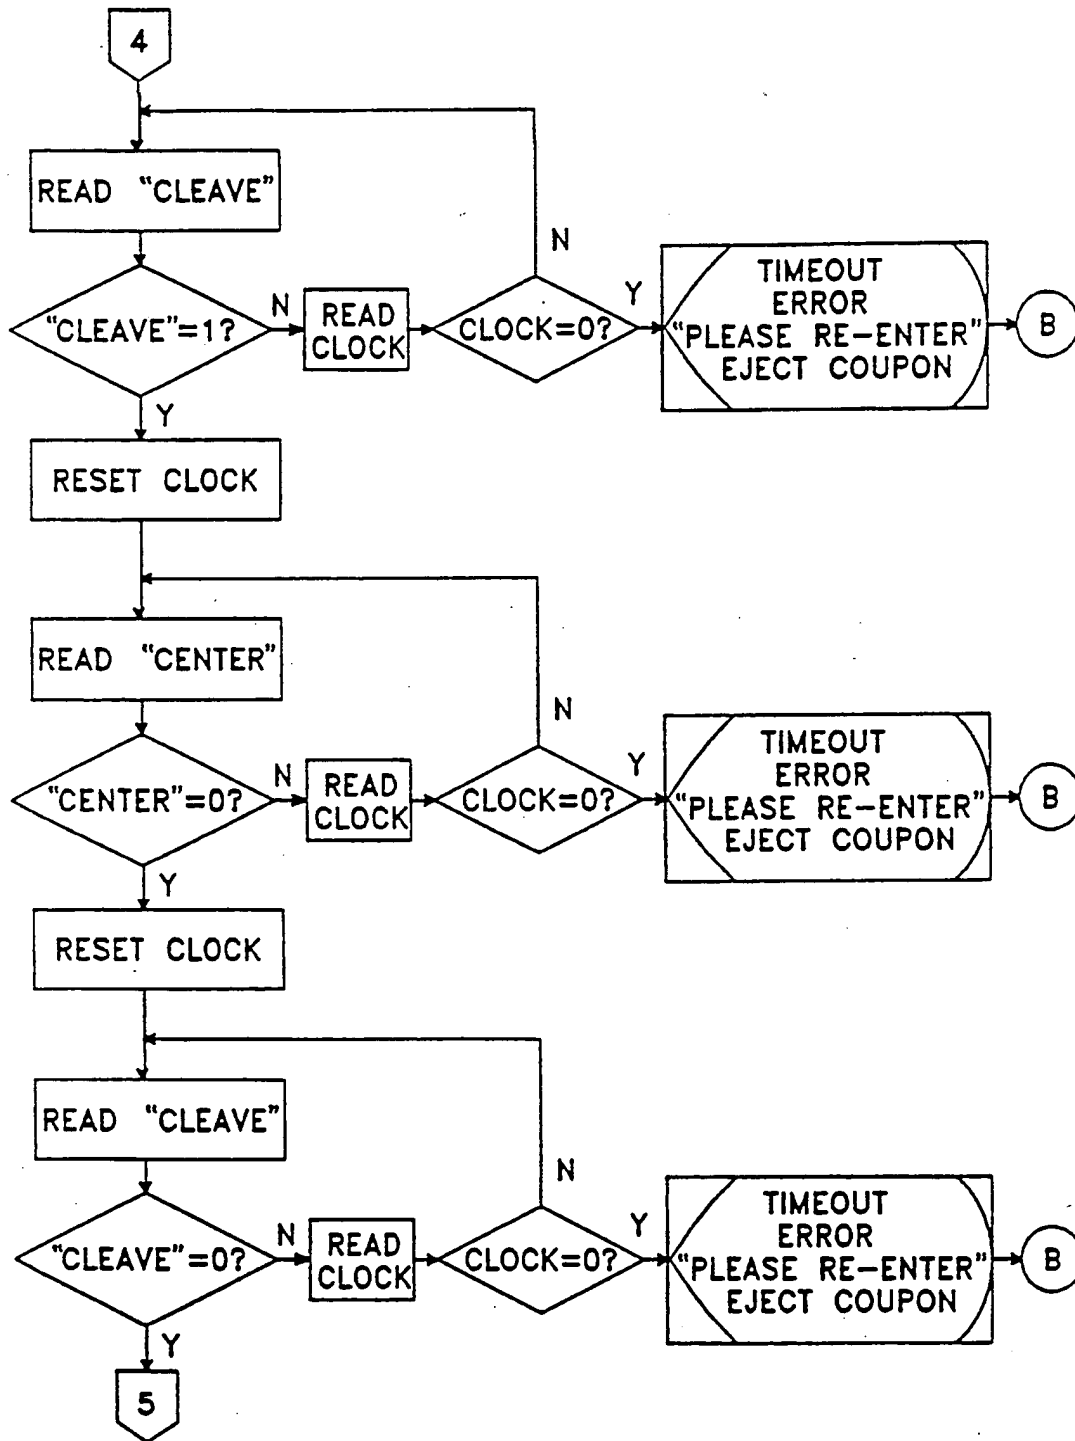 4
READ “CLEAVE”
N
“CLEAVE”=1?
N
READ
CLOCK
CLOCK=0?
Y
TIMEOUT
ERROR
“PLEASE RE-ENTER”
EJECT COUPON
B
Y
RESET CLOCK
READ “CENTER”
N
“CENTER”=0?
N
READ
CLOCK
CLOCK=0?
Y
TIMEOUT
ERROR
“PLEASE RE-ENTER”
EJECT COUPON
B
Y
RESET CLOCK
READ “CLEAVE”
N
“CLEAVE”=0?
N
READ
CLOCK
CLOCK=0?
Y
TIMEOUT
ERROR
“PLEASE RE-ENTER”
EJECT COUPON
B
Y
5